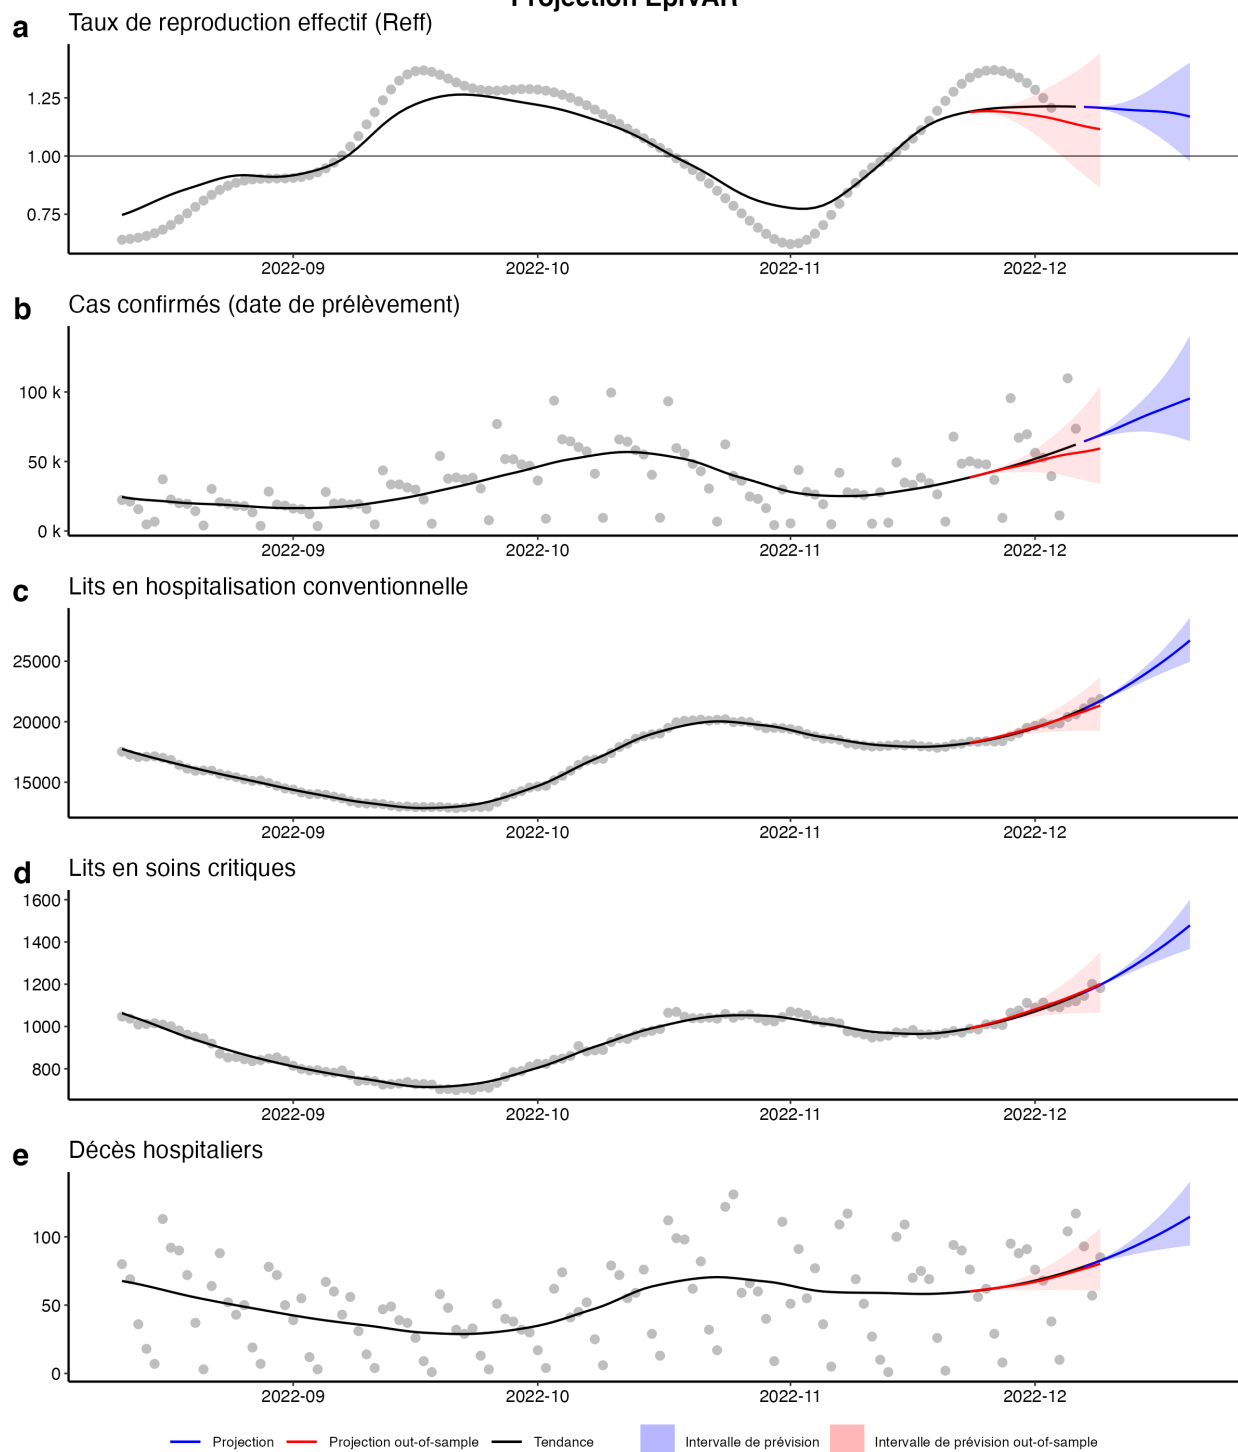 Projection EpiVAR
a Taux de reproduction effectif (Reff)
1.25
1.00
0.75
2022-09 2022-10 2022-11 2022-12
b Cas confirmés (date de prélèvement)
100 k
50 k
0 k
2022-09 2022-10 2022-11 2022-12
c Lits en hospitalisation conventionnelle
25000
20000
15000
2022-09 2022-10 2022-11 2022-12
d Lits en soins critiques
1600
1400
1200
1000
800
2022-09 2022-10 2022-11 2022-12
e Décès hospitaliers
100
50
0
2022-09 2022-10 2022-11 2022-12
Projection Projection out-of-sample Tendance Intervalle de prévision Intervalle de prévision out-of-sample